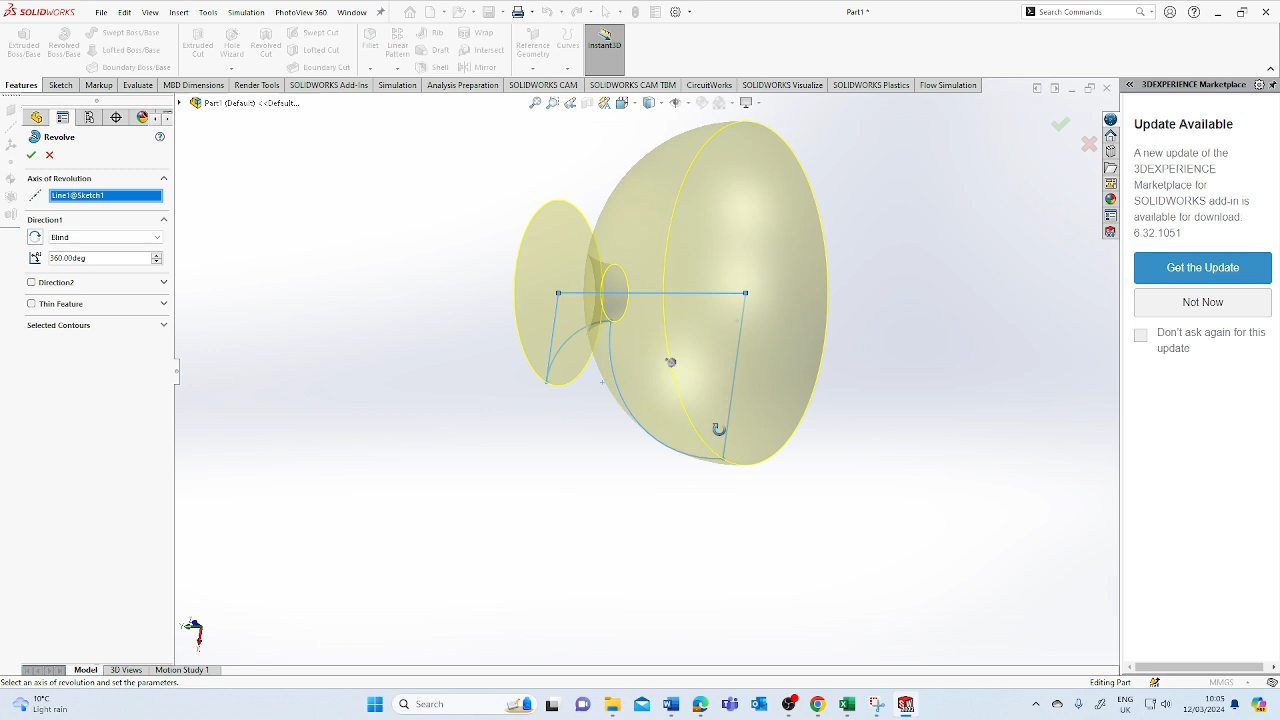 SOLIDWORKS
File Edit View Insert Tools Simulation PhotoView 360 Window
Part1 *
Search Commands
Extruded Boss/Base
Revolved Boss/Base
Swept Boss/Base
Lofted Boss/Base
Boundary Boss/Base
Extruded Cut
Hole Wizard
Revolved Cut
Swept Cut
Lofted Cut
Boundary Cut
Fillet
Linear Pattern
Rib
Draft
Shell
Wrap
Intersect
Mirror
Reference Geometry
Curves
Instant3D
Features Sketch Markup Evaluate MBD Dimensions Render Tools SOLIDWORKS Add-Ins Simulation Analysis Preparation SOLIDWORKS CAM SOLIDWORKS CAM TBM CircuitWorks SOLIDWORKS Visualize SOLIDWORKS Plastics Flow Simulation
3DEXPERIENCE Marketplace
Part1 (Default) <<Default...
Revolve
Axis of Revolution
Line1@Sketch1
Direction1
Blind
360.00deg
Direction2
Thin Feature
Selected Contours
Update Available
A new update of the
3DEXPERIENCE
Marketplace for
SOLIDWORKS add-in is
available for download:
6.32.1051
Get the Update
Not Now
Don't ask again for this
update
Model 3D Views Motion Study 1
Select an axis of revolution and set the parameters.
Editing Part
MMGS
10°C
Light rain
Search
ENG
UK
10:05
12/03/2024